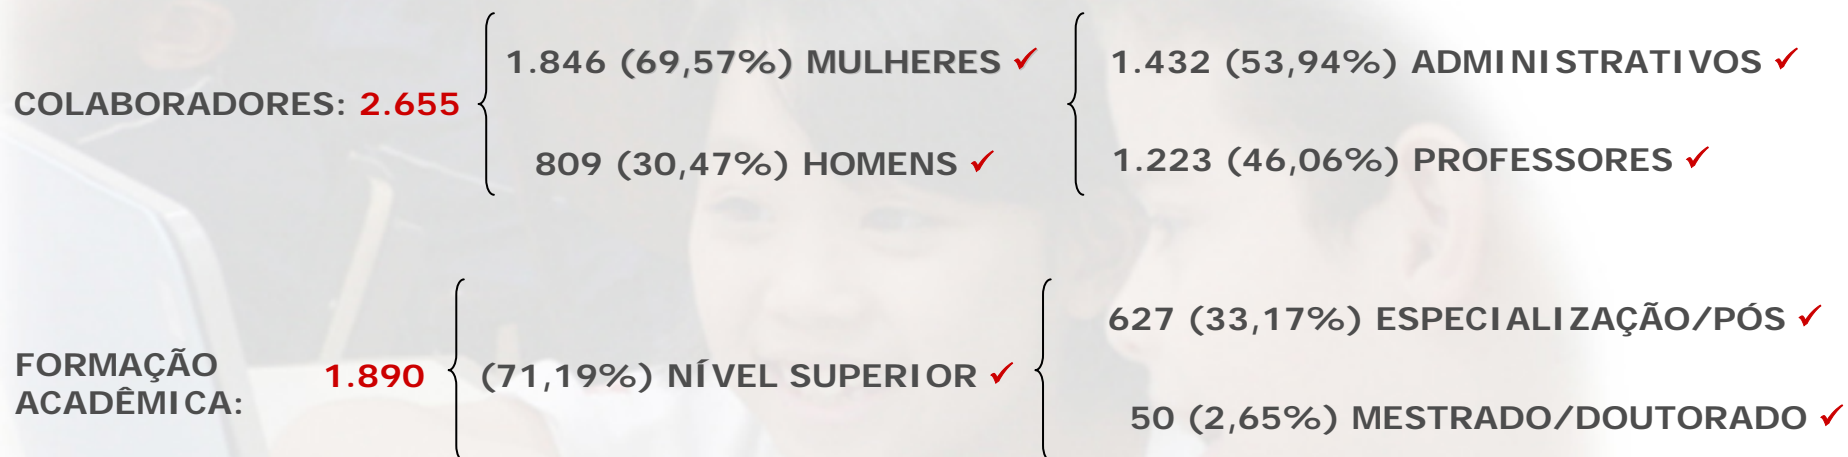 COLABORADORES: 2.655
1.846 (69,57%) MULHERES ✓
809 (30,47%) HOMENS ✓
1.432 (53,94%) ADMINISTRATIVOS ✓
1.223 (46,06%) PROFESSORES ✓
FORMAÇÃO
ACADÊMICA:
1.890
(71,19%) NÍVEL SUPERIOR ✓
627 (33,17%) ESPECIALIZAÇÃO/PÓS ✓
50 (2,65%) MESTRADO/DOUTORADO ✓